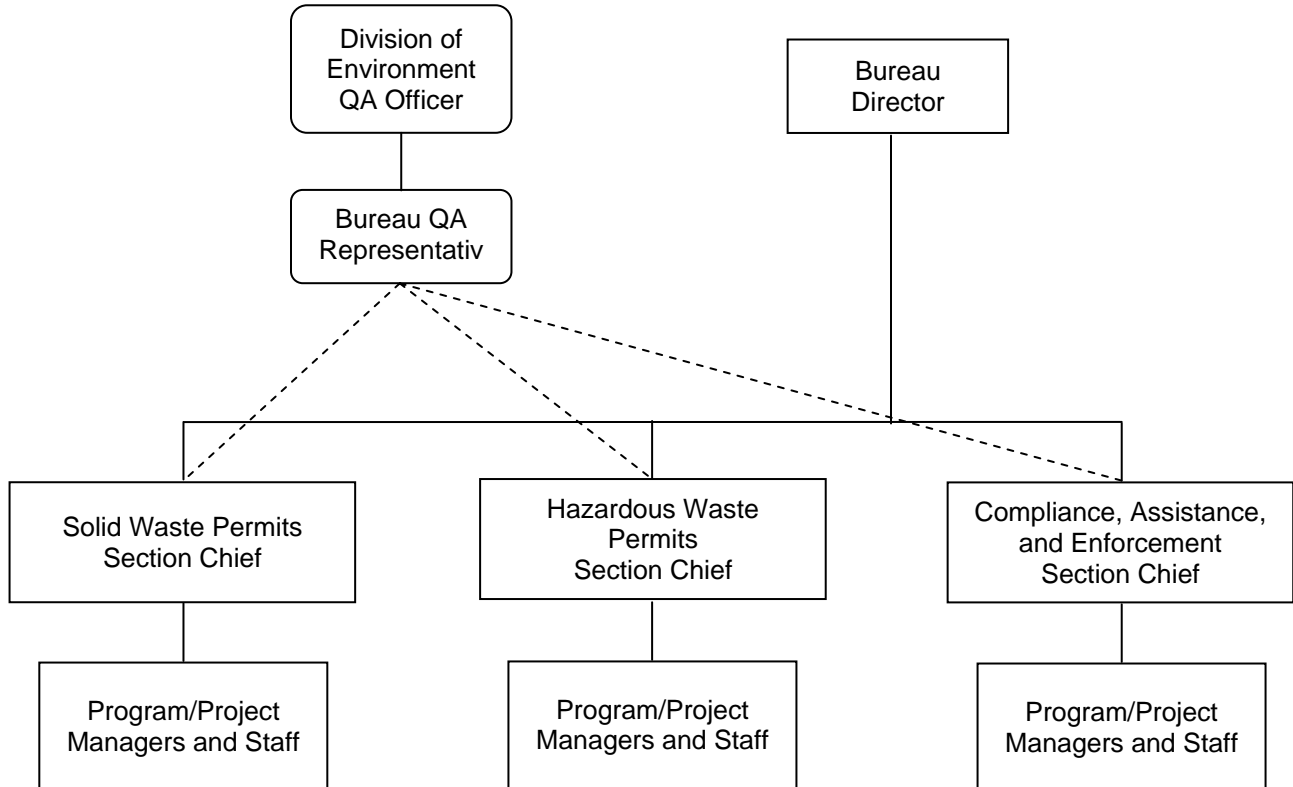 Division of
Environment
QA Officer
Bureau
Director
Bureau QA
Representativ
Solid Waste Permits
Section Chief
Hazardous Waste
Permits
Section Chief
Compliance, Assistance,
and Enforcement
Section Chief
Program/Project
Managers and Staff
Program/Project
Managers and Staff
Program/Project
Managers and Staff